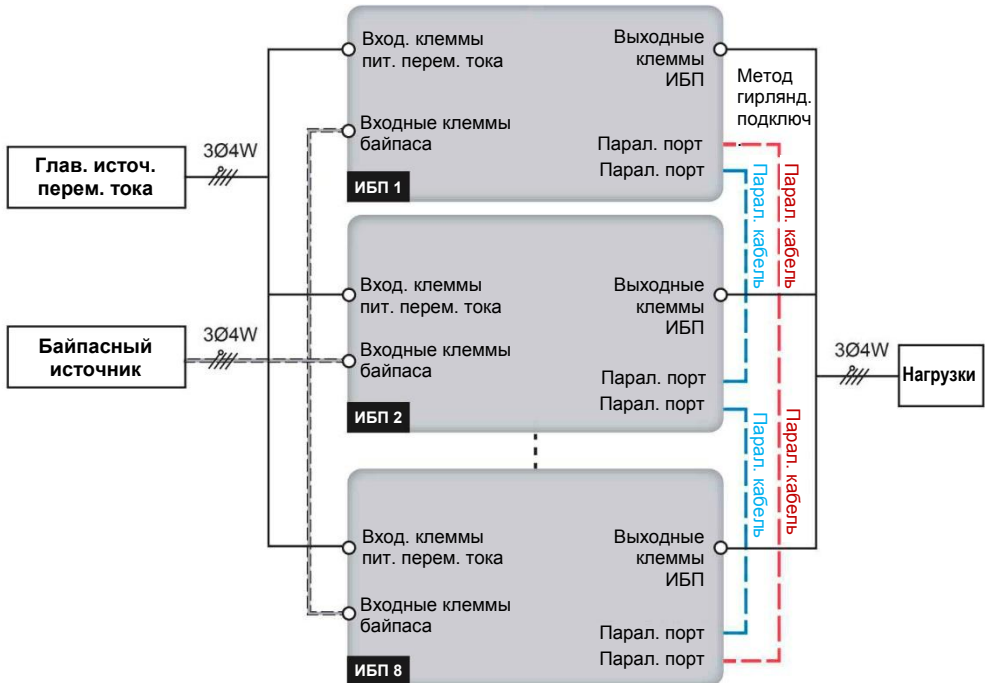 Вход. клеммы
пит. перем. тока
Выходные
клеммы
ИБП
Метод
гирлянд.
подключ
Входные клеммы
байпаса
Парал. порт
Парал. порт
ИБП 1
3Ø4W
Глав. источ.
перем. тока
Парал. кабель
Парал. кабель
Вход. клеммы
пит. перем. тока
Выходные
клеммы
ИБП
Входные клеммы
байпаса
Парал. порт
Парал. порт
ИБП 2
3Ø4W
Байпасный
источник
3Ø4W
Нагрузки
Парал. кабель
Парал. кабель
Вход. клеммы
пит. перем. тока
Выходные
клеммы
ИБП
Входные клеммы
байпаса
Парал. порт
Парал. порт
ИБП 8